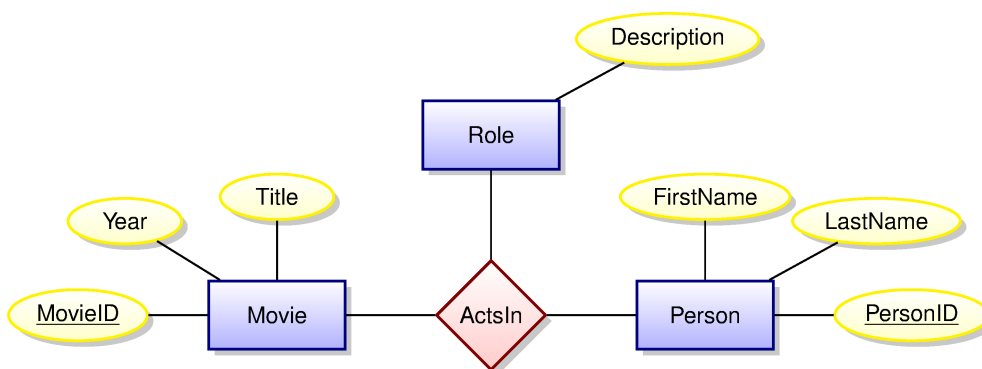 Description
Role
Title
FirstName
Year
LastName
MovieID
Movie
ActsIn
Person
PersonID